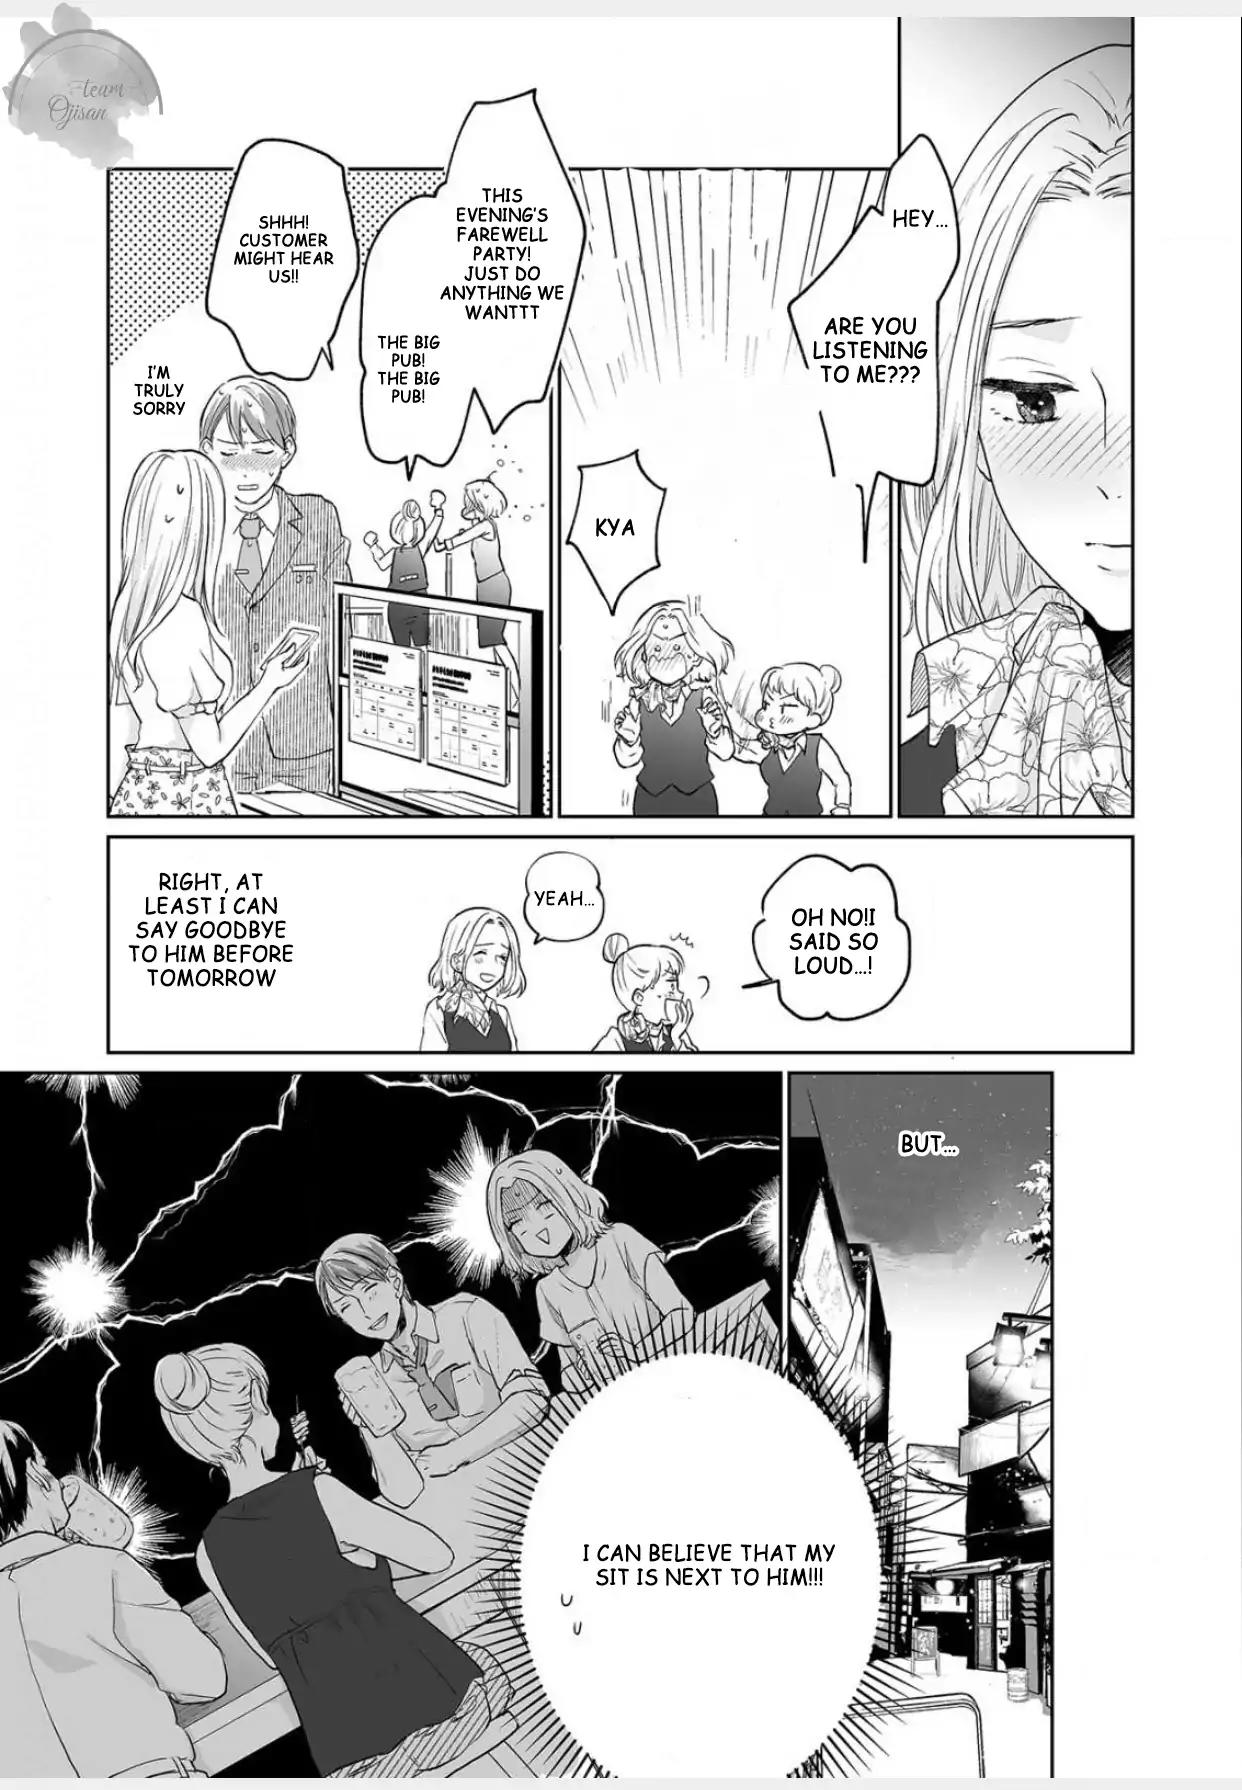 team
Ojisan
HEY...
ARE YOU
LISTENING
TO ME???
KYA
THIS
EVENING'S
FAREWELL
PARTY!
JUST DO
ANYTHING WE
WANTTT
THE BIG
PUB!
THE BIG
PUB!
SHHH!
CUSTOMER
MIGHT HEAR
US!!
I'M
TRULY
SORRY
OH NO!I
SAID SO
LOUD...!
YEAH...
RIGHT, AT
LEAST I CAN
SAY GOODBYE
TO HIM BEFORE
TOMORROW
BUT...
I CAN BELIEVE THAT MY
SIT IS NEXT TO HIM!!!